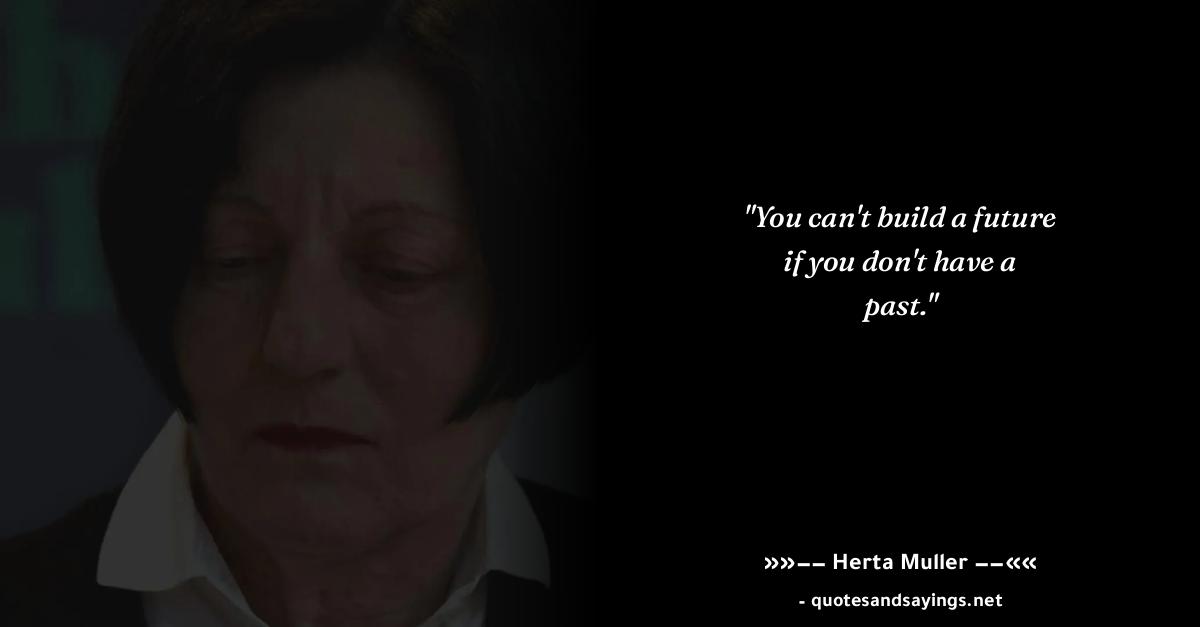 "You can't build a future
if you don't have a
past."
»»–– Herta Muller ––««
- quotesandsayings.net